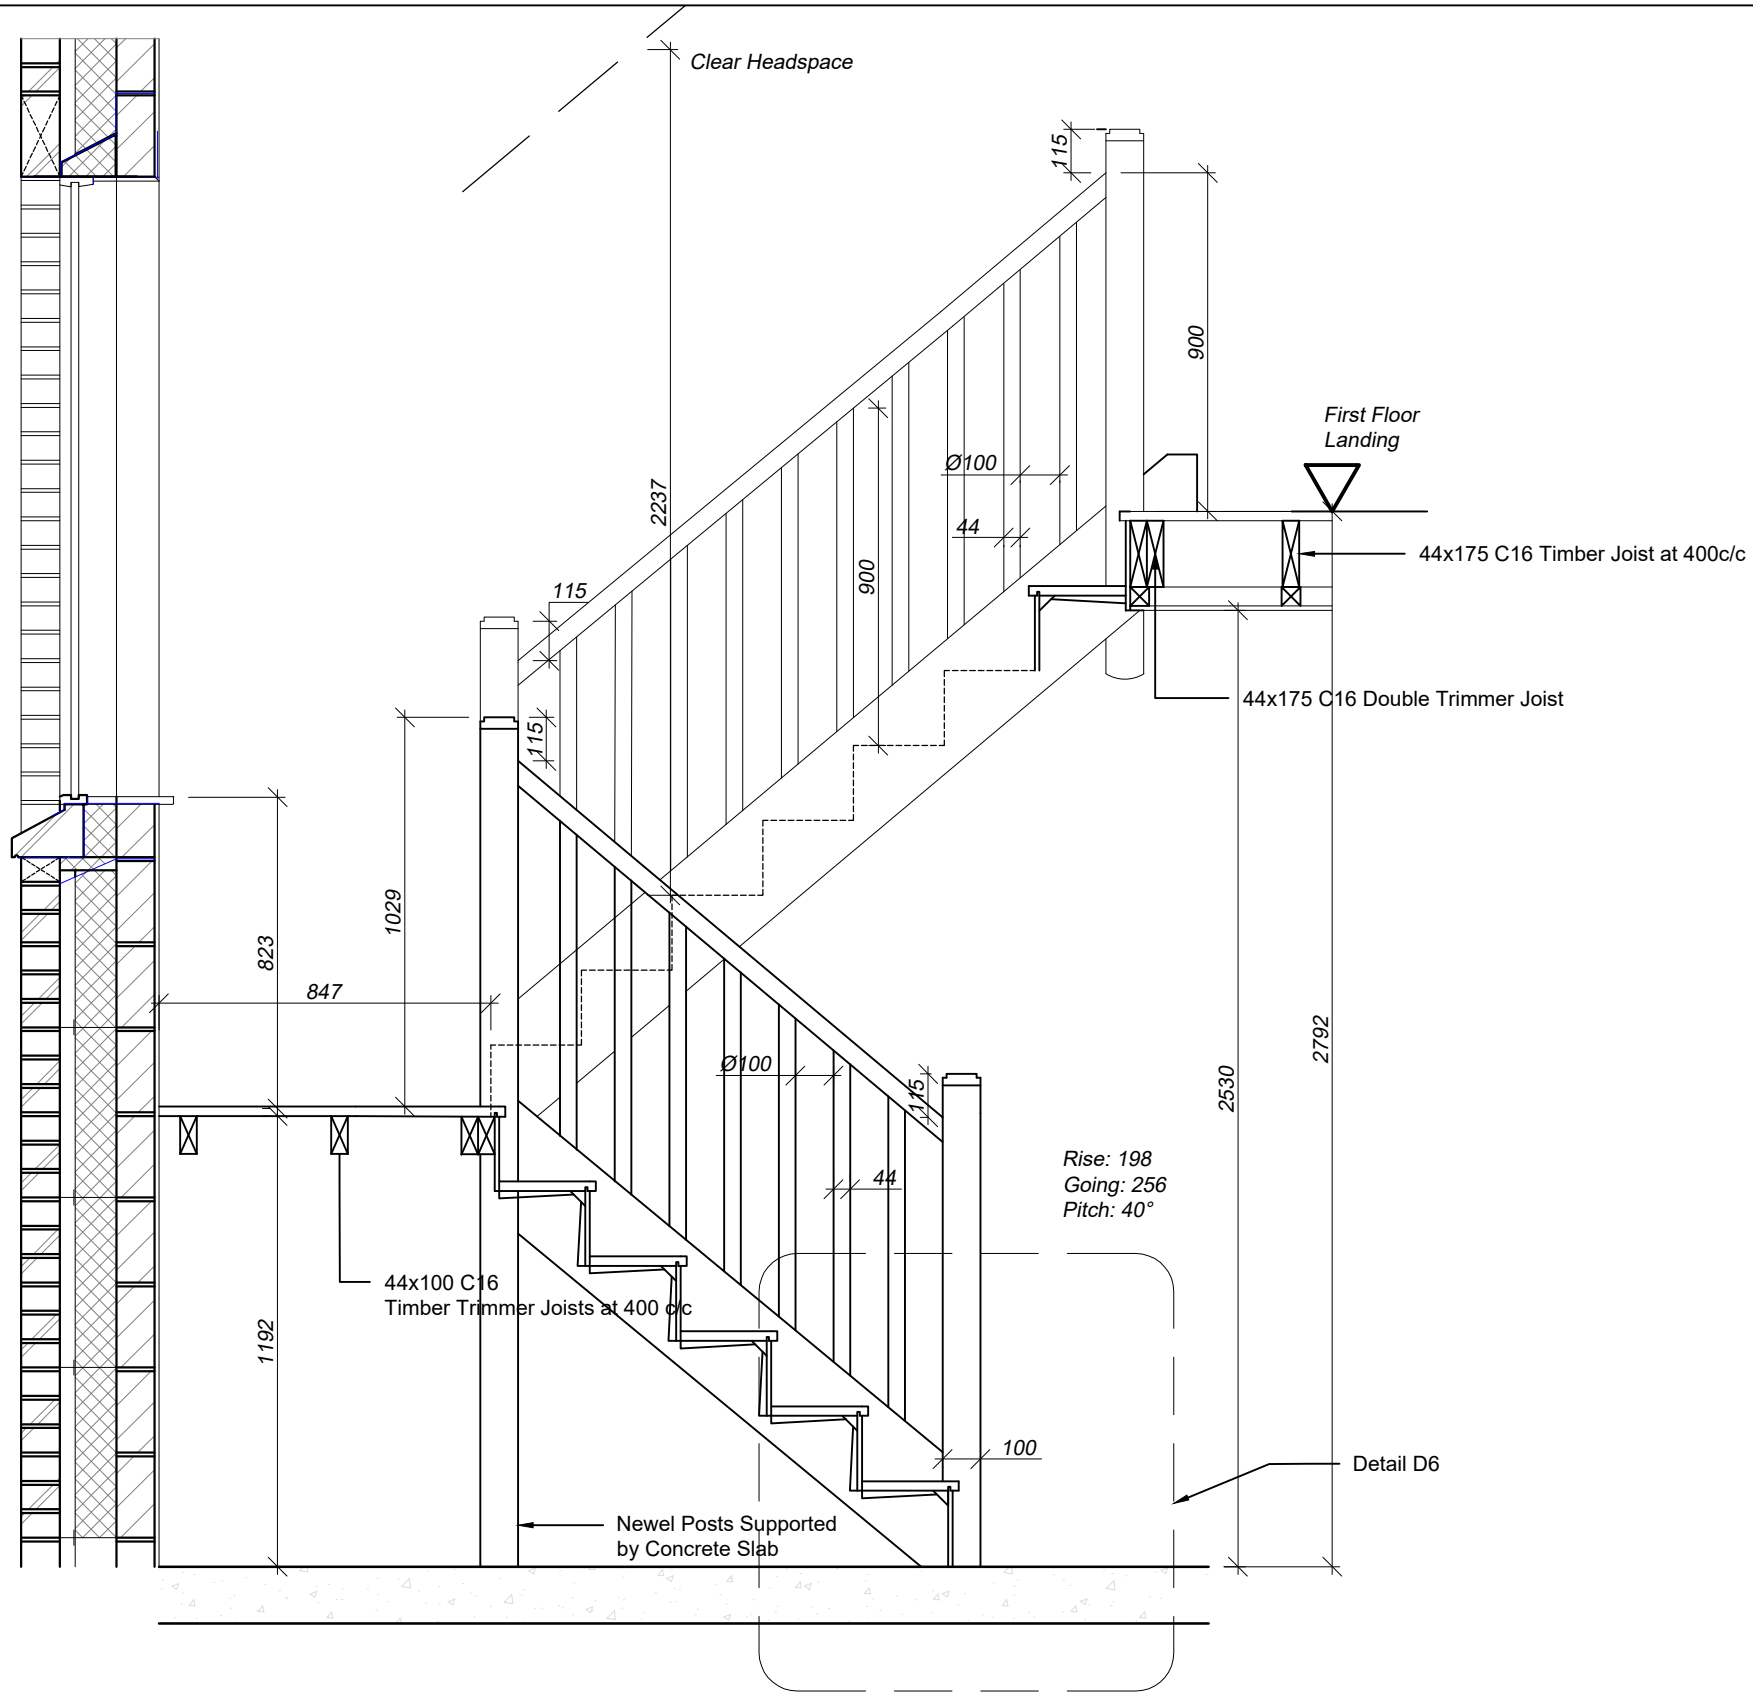 Clear Headspace
115
900
First Floor
Landing
Ø100
2237
44
44x175 C16 Timber Joist at 400c/c
900
115
44x175 C16 Double Trimmer Joist
115
1029
823
847
2792
Ø100
2530
115
Rise: 198
Going: 256
Pitch: 40°
44
44x100 C16
Timber Trimmer Joists at 400 c/c
1192
100
Detail D6
Newel Posts Supported
by Concrete Slab